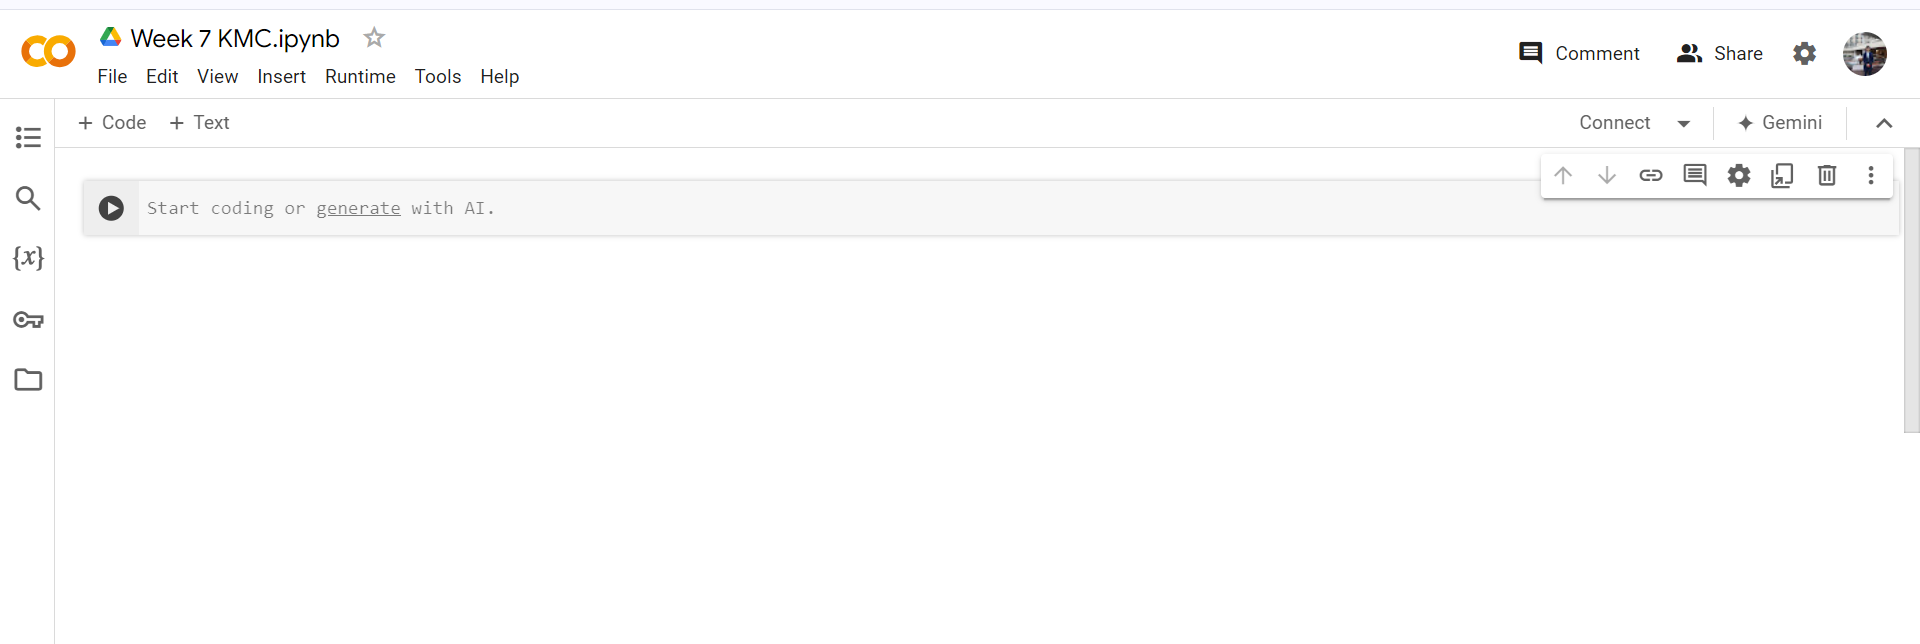 Week 7 KMC.ipynb
File Edit View Insert Runtime Tools Help
Comment Share
+ Code + Text
Connect Gemini
{x}
Start coding or generate with AI.